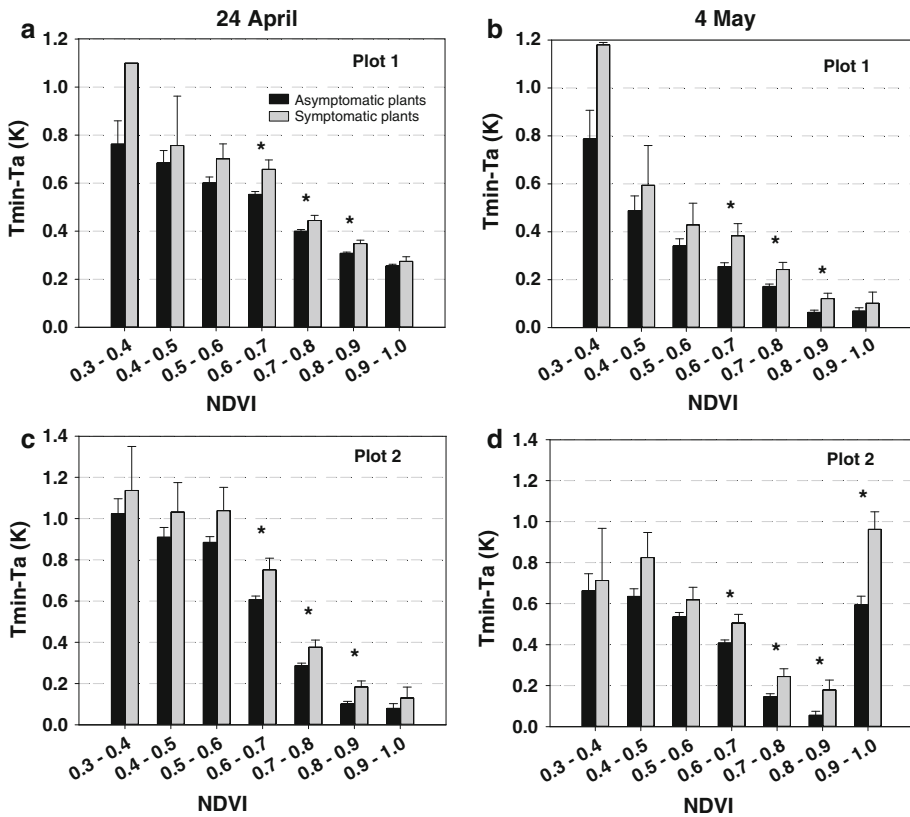 24 April
4 May
a
Plot 1
Asymptomatic plants
Symptomatic plants
Tmin-Ta (K)
1.2
1.0
0.8
0.6
0.4
0.2
0.0
* * *
0.3 - 0.4
0.4 - 0.5
0.5 - 0.6
0.6 - 0.7
0.7 - 0.8
0.8 - 0.9
0.9 - 1.0
NDVI
b
Plot 1
Tmin-Ta (K)
1.2
1.0
0.8
0.6
0.4
0.2
0.0
* * *
0.3 - 0.4
0.4 - 0.5
0.5 - 0.6
0.6 - 0.7
0.7 - 0.8
0.8 - 0.9
0.9 - 1.0
NDVI
c
Plot 2
Tmin-Ta (K)
1.4
1.2
1.0
0.8
0.6
0.4
0.2
0.0
* * *
0.3 - 0.4
0.4 - 0.5
0.5 - 0.6
0.6 - 0.7
0.7 - 0.8
0.8 - 0.9
0.9 - 1.0
NDVI
d
Plot 2
Tmin-Ta (K)
1.4
1.2
1.0
0.8
0.6
0.4
0.2
0.0
* * * *
0.3 - 0.4
0.4 - 0.5
0.5 - 0.6
0.6 - 0.7
0.7 - 0.8
0.8 - 0.9
0.9 - 1.0
NDVI